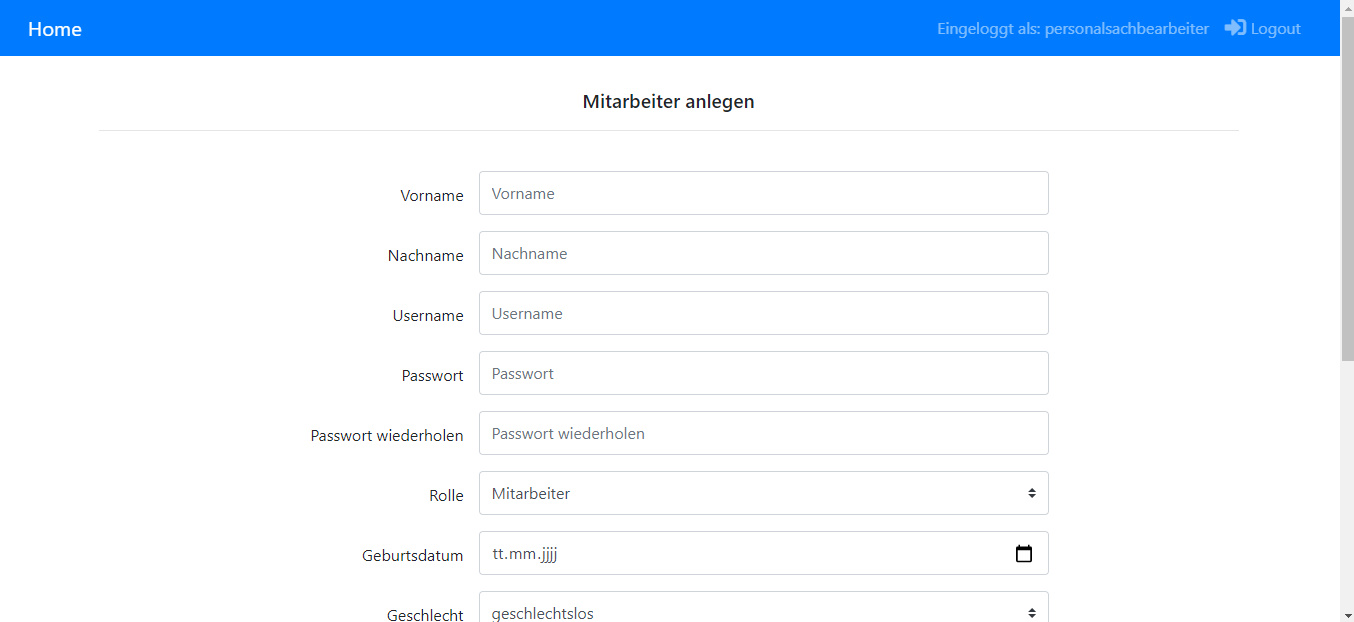 Home Eingeloggt als: personalsachbearbeiter Logout
Mitarbeiter anlegen
Vorname Vorname
Nachname Nachname
Username Username
Passwort Passwort
Passwort wiederholen Passwort wiederholen
Rolle Mitarbeiter
Geburtsdatum tt.mm.jjjj
Geschlecht geschlechtslos